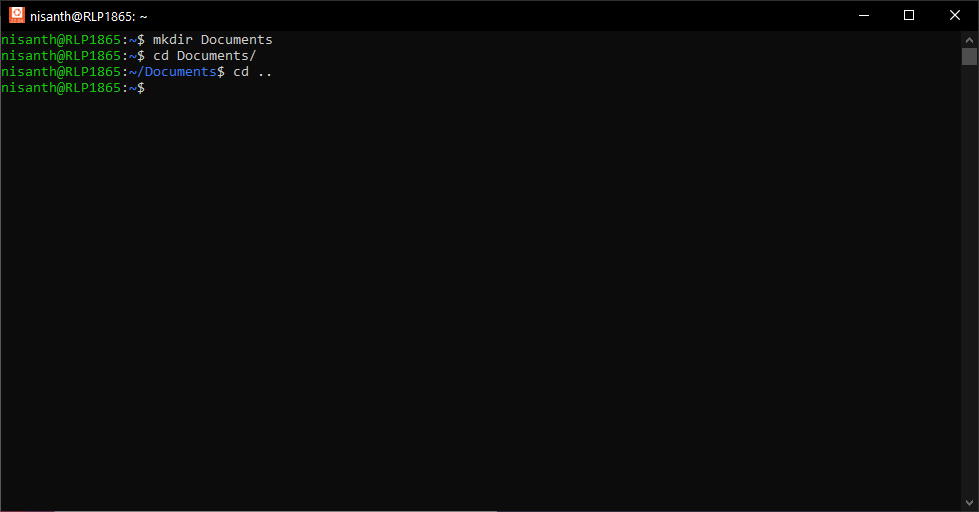 nisanth@RLP1865: ~
nisanth@RLP1865:~$ mkdir Documents
nisanth@RLP1865:~$ cd Documents/
nisanth@RLP1865:~/Documents$ cd ..
nisanth@RLP1865:~$